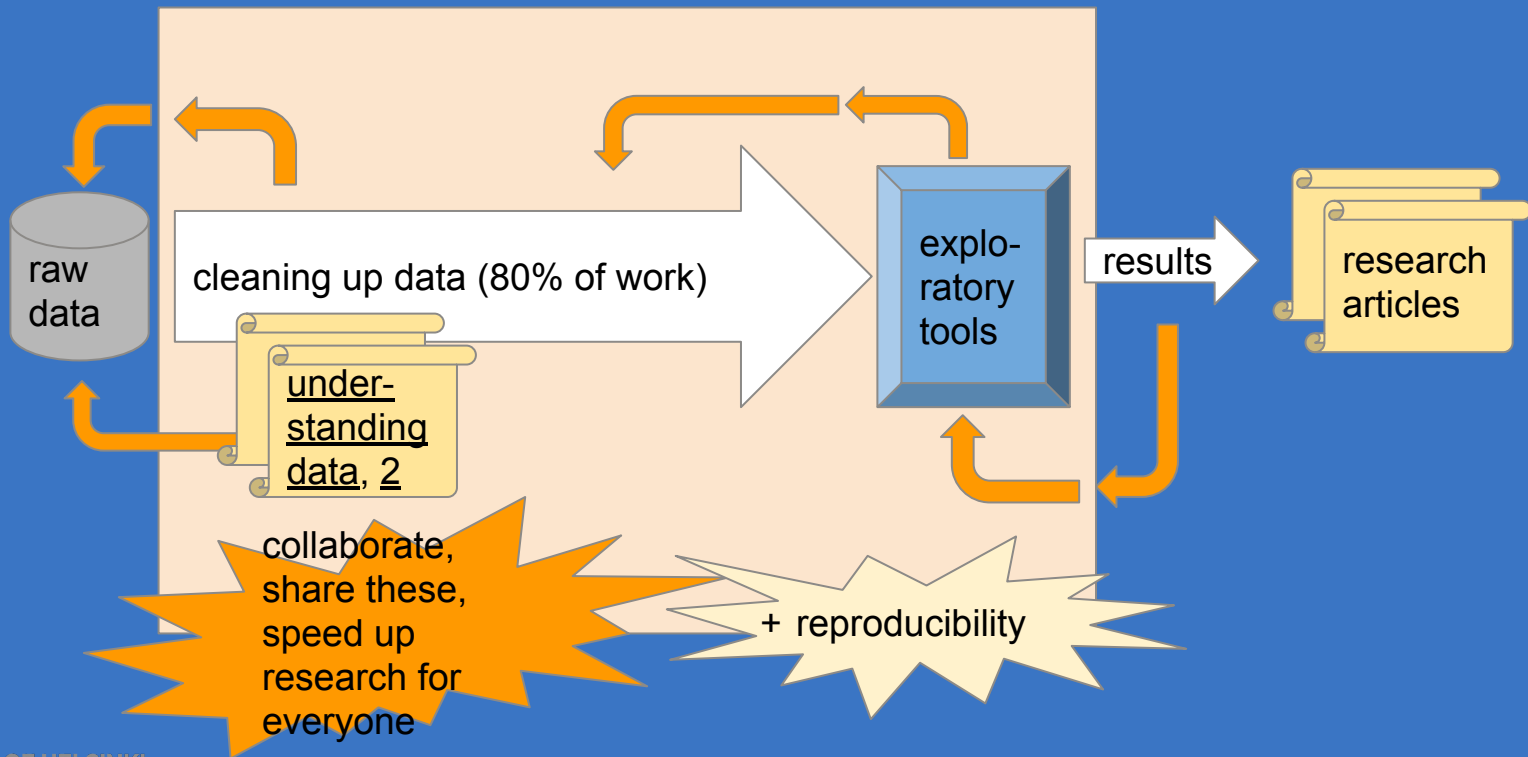 raw
data
cleaning up data (80% of work)
explo-
ratory
tools
results
research
articles
under-
standing
data, 2
collaborate,
share these,
speed up
research for
everyone
+ reproducibility